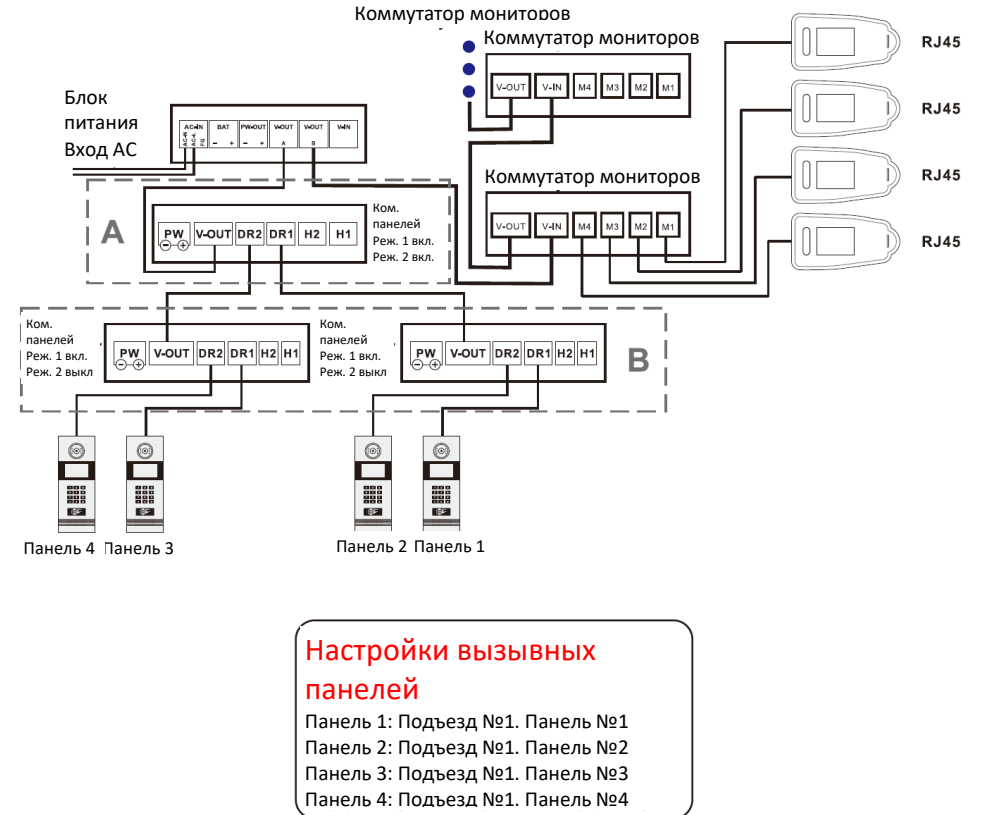 Коммутатор мониторов
Коммутатор мониторов
V-OUT V-IN M4 M3 M2 M1
RJ45
RJ45
RJ45
RJ45
Блок
питания
Вход AC
AC-IN BAT PW-OUT V-OUT V-OUT V-IN
AC-N AC-L FG - + - + A B
Коммутатор мониторов
V-OUT V-IN M4 M3 M2 M1
A
PW V-OUT DR2 DR1 H2 H1
Ком.
панелей
Реж. 1 вкл.
Реж. 2 вкл.
Ком.
панелей
Реж. 1 вкл.
Реж. 2 выкл
PW V-OUT DR2 DR1 H2 H1
Ком.
панелей
Реж. 1 вкл.
Реж. 2 выкл
PW V-OUT DR2 DR1 H2 H1
B
Панель 4 Панель 3
Панель 2 Панель 1
Настройки вызывных
панелей
Панель 1: Подъезд №1. Панель №1
Панель 2: Подъезд №1. Панель №2
Панель 3: Подъезд №1. Панель №3
Панель 4: Подъезд №1. Панель №4